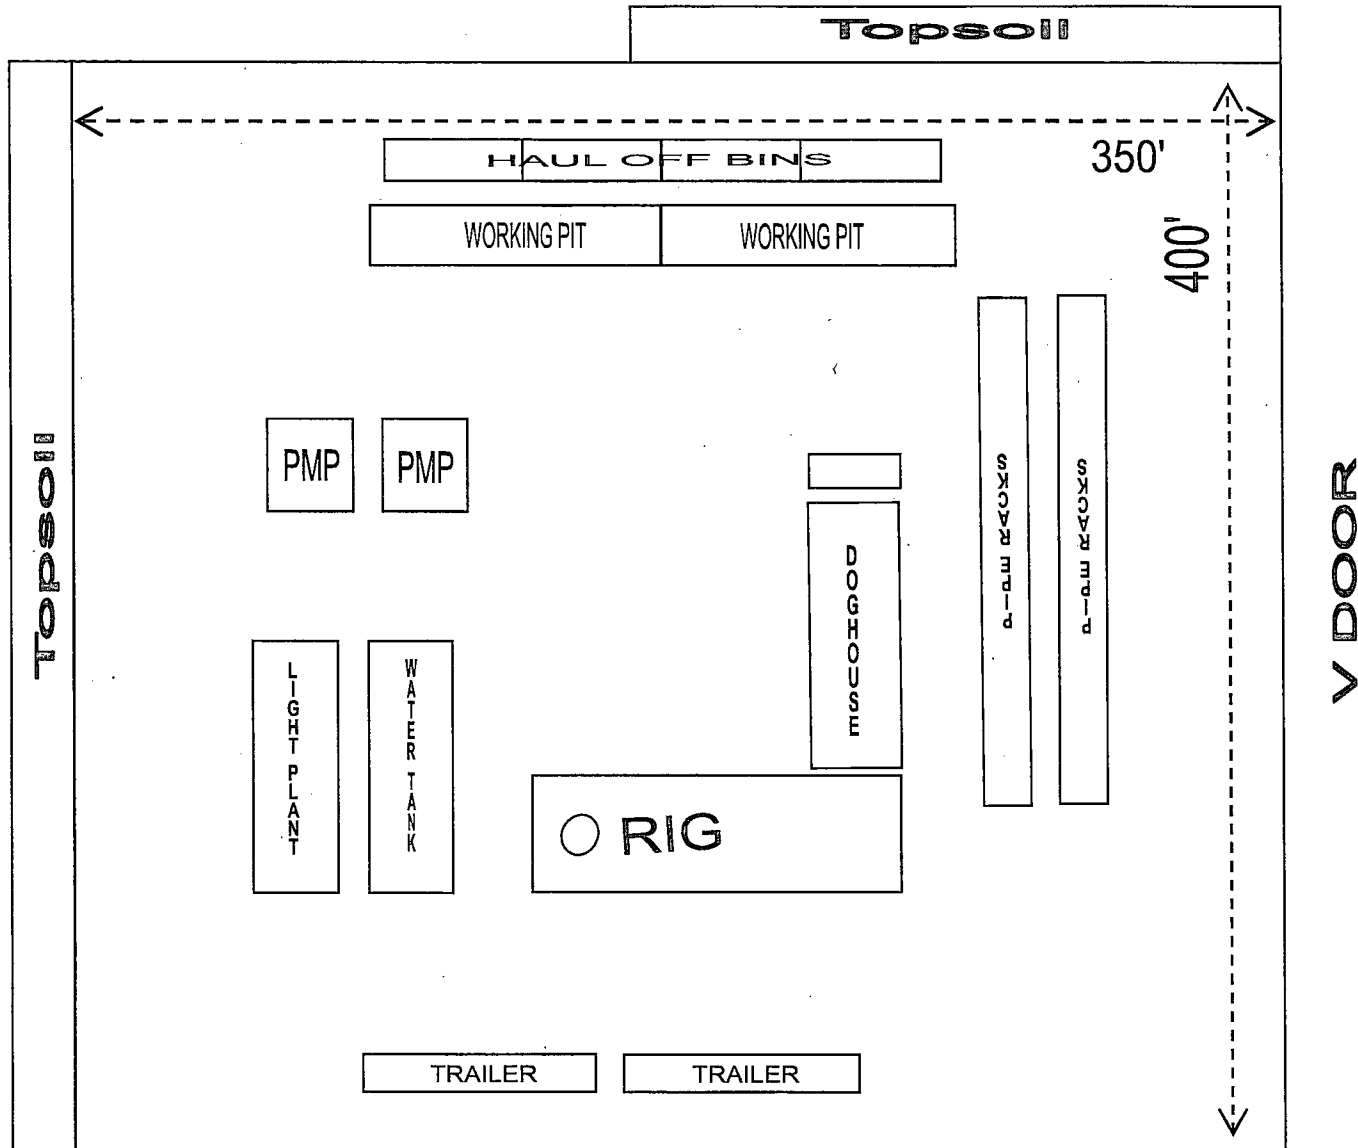 Topsoil
HAUL OFF BINS
350'
WORKING PIT
WORKING PIT
400'
Topsoil
PMP
PMP
DOGHOUSE
PIPE RACKS
PIPE RACKS
V DOOR
LIGHT PLANT
WATER TANK
RIG
TRAILER
TRAILER